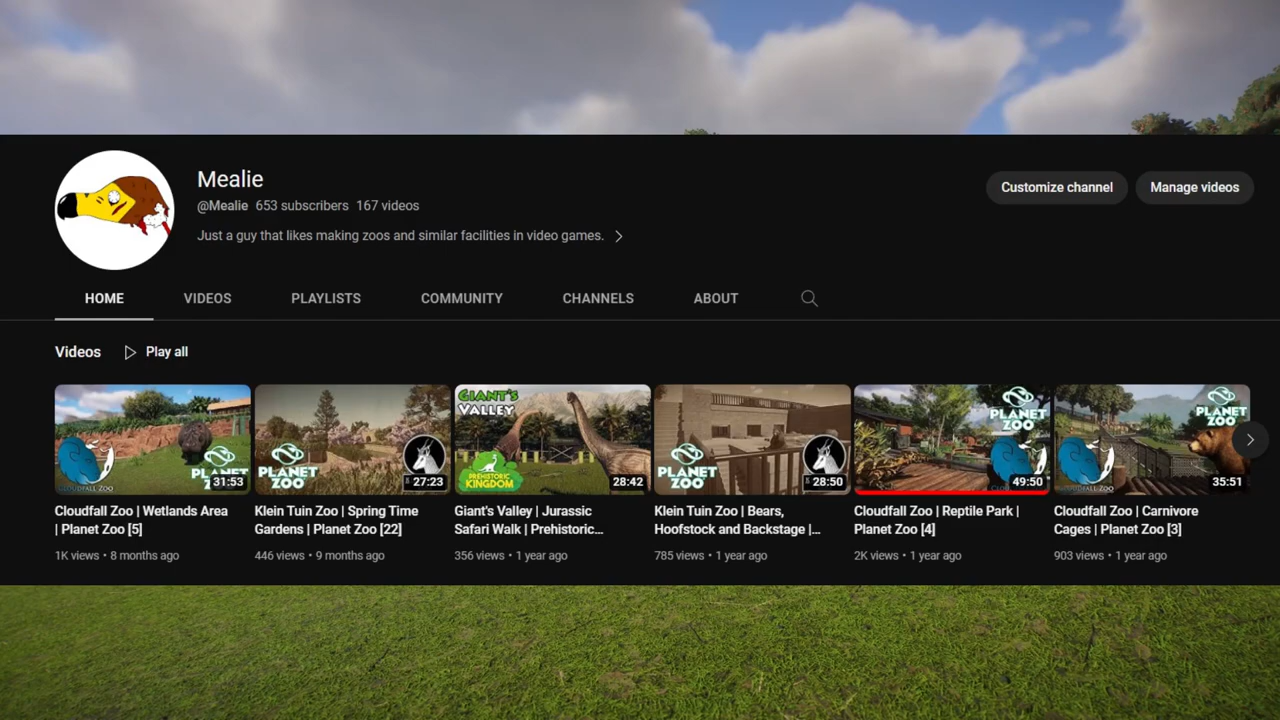 Mealie
@Mealie 653 subscribers 167 videos
Customize channel
Manage videos
Just a guy that likes making zoos and similar facilities in video games.
HOME VIDEOS PLAYLISTS COMMUNITY CHANNELS ABOUT
Videos Play all
CLOUDFALL ZOO
31:53
PLANET
ZOO
27:23
GIANT'S
VALLEY
PREHISTORIC
KINGDOM
28:42
PLANET
ZOO
28:50
PLANET
ZOO
49:50
PLANET
ZOO
CLOUDFALL ZOO
35:51
Cloudfall Zoo | Wetlands Area
| Planet Zoo [5]
1K views • 8 months ago
Klein Tuin Zoo | Spring Time
Gardens | Planet Zoo [22]
446 views • 9 months ago
Giant's Valley | Jurassic
Safari Walk | Prehistoric...
356 views • 1 year ago
Klein Tuin Zoo | Bears,
Hoofstock and Backstage |...
785 views • 1 year ago
Cloudfall Zoo | Reptile Park |
Planet Zoo [4]
2K views • 1 year ago
Cloudfall Zoo | Carnivore
Cages | Planet Zoo [3]
903 views • 1 year ago